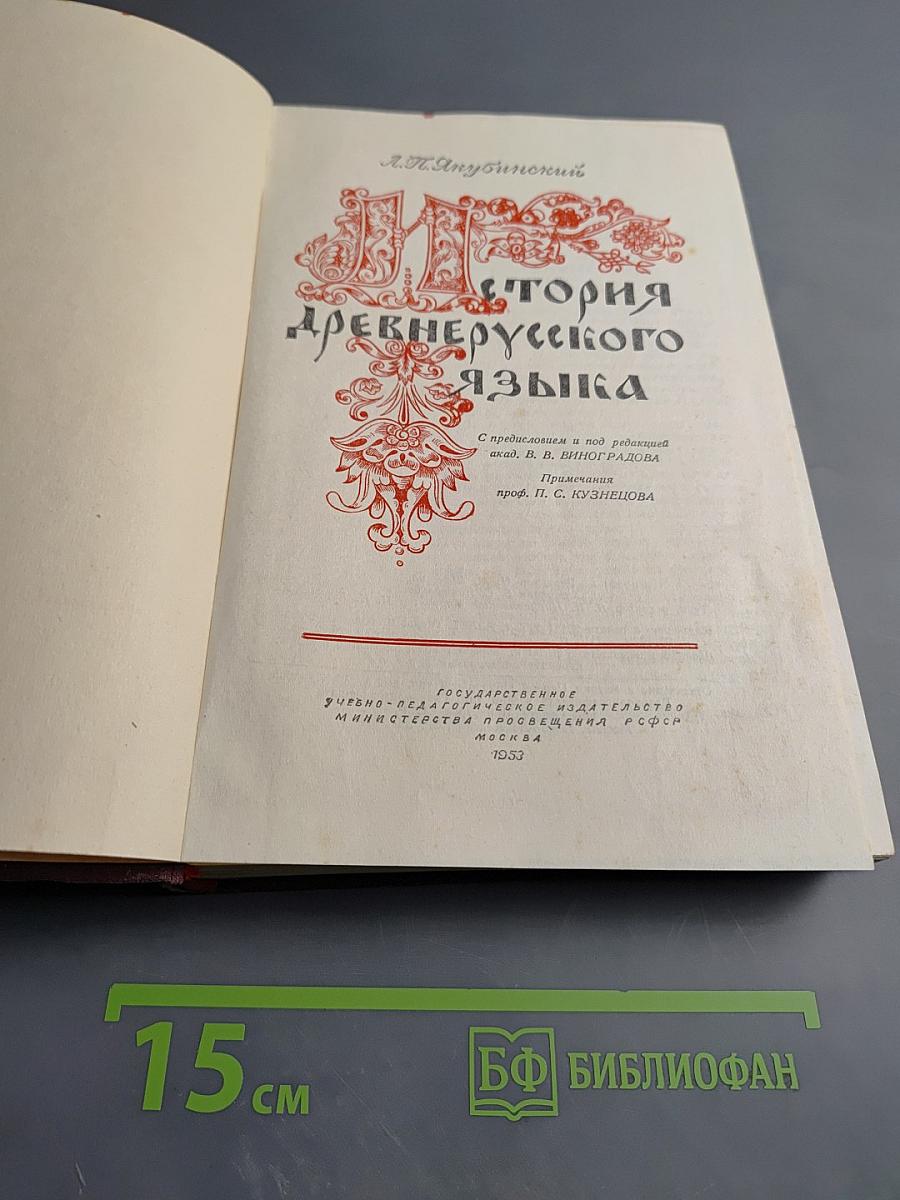 Л.П.Якубинский
История
древнерусского
языка
С предисловием и под редакцией
акад. В. В. ВИНОГРАДОВА
Примечания
проф. П. С. КУЗНЕЦОВА
ГОСУДАРСТВЕННОЕ
УЧЕБНО-ПЕДАГОГИЧЕСКОЕ ИЗДАТЕЛЬСТВО
МИНИСТЕРСТВА ПРОСВЕЩЕНИЯ РСФСР
МОСКВА
1953
15 см
БФ БИБЛИОФАН